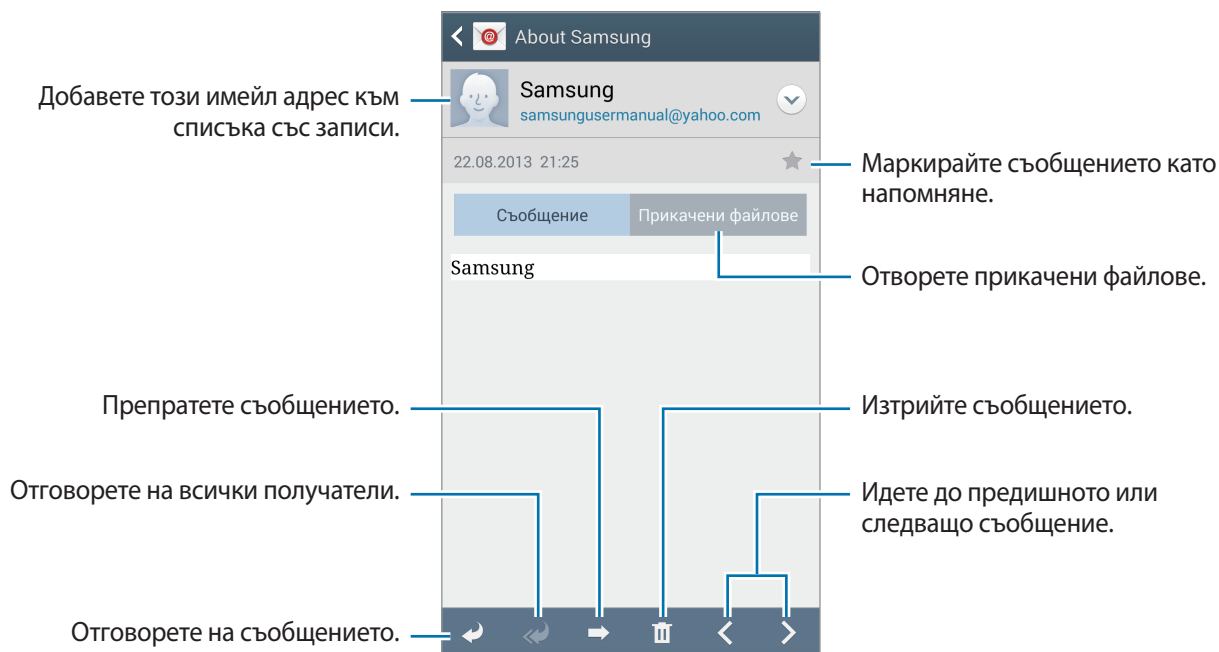 About Samsung
Добавете този имейл адрес към
списъка със записи.
Samsung
samsungusermanual@yahoo.com
22.08.2013 21:25
Маркирайте съобщението като
напомняне.
Съобщение Прикачени файлове
Samsung
Отворете прикачени файлове.
Препратете съобщението.
Изтрийте съобщението.
Отговорете на всички получатели.
Идете до предишното или
следващо съобщение.
Отговорете на съобщението.